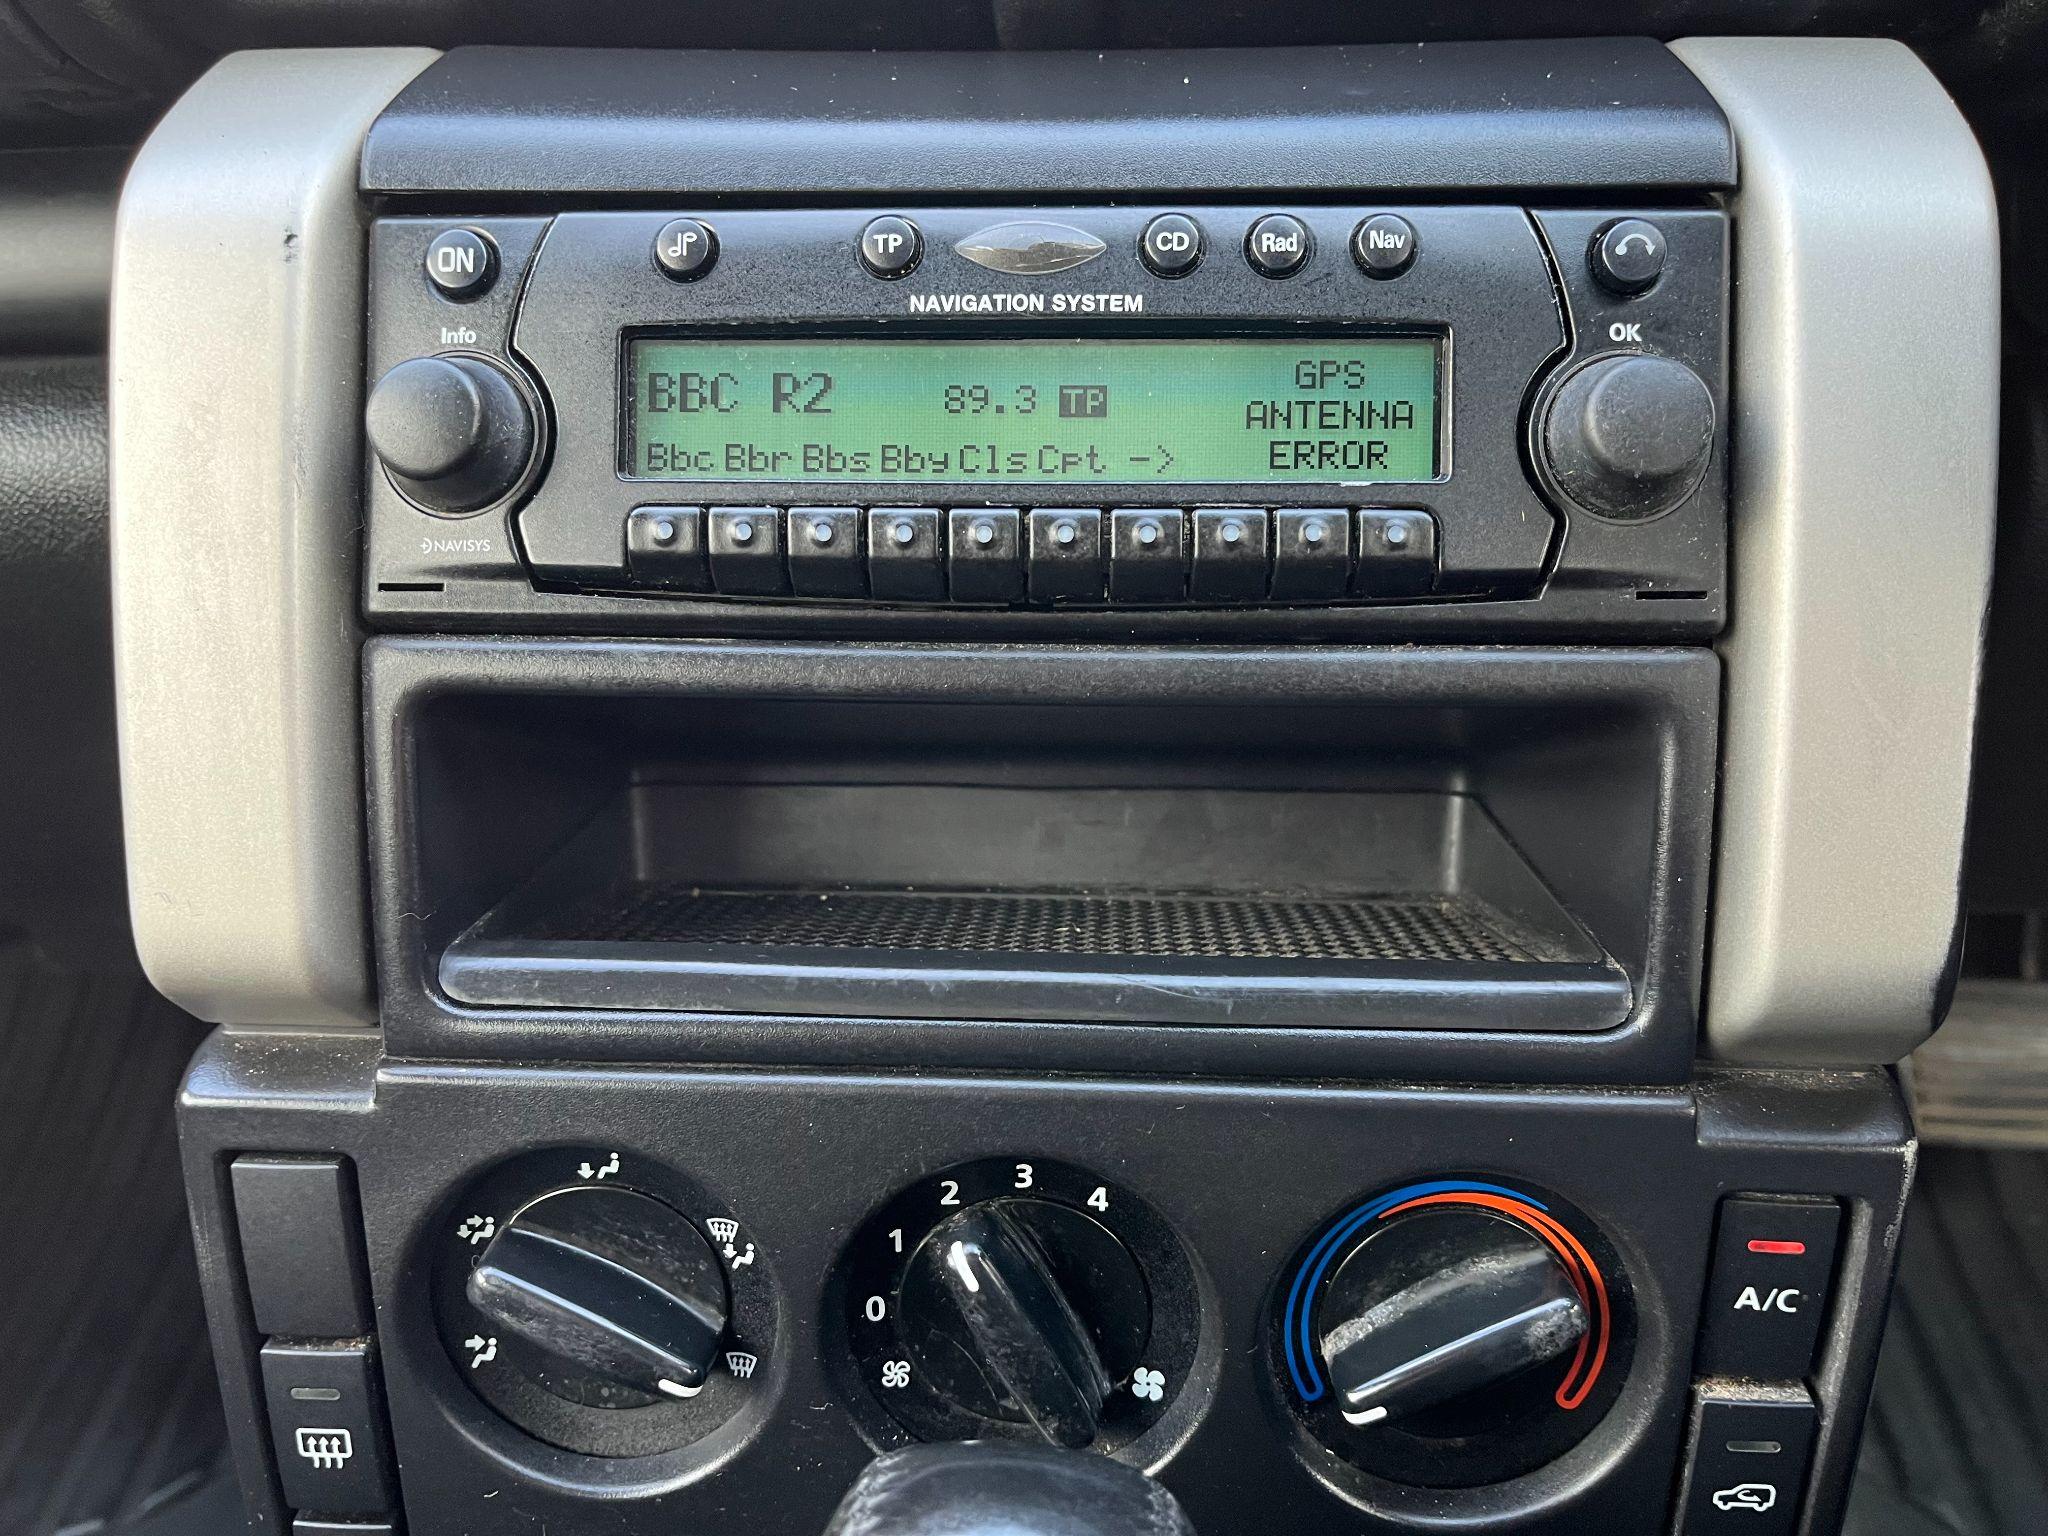 ON
TP
CD
Rad
Nav
NAVIGATION SYSTEM
Info
OK
BBC R2 89.3 TP
GPS
ANTENNA
ERROR
Bbc Bbr Bbs Bby Cls Cpt ->
NAVISYS
0 1 2 3 4
A/C